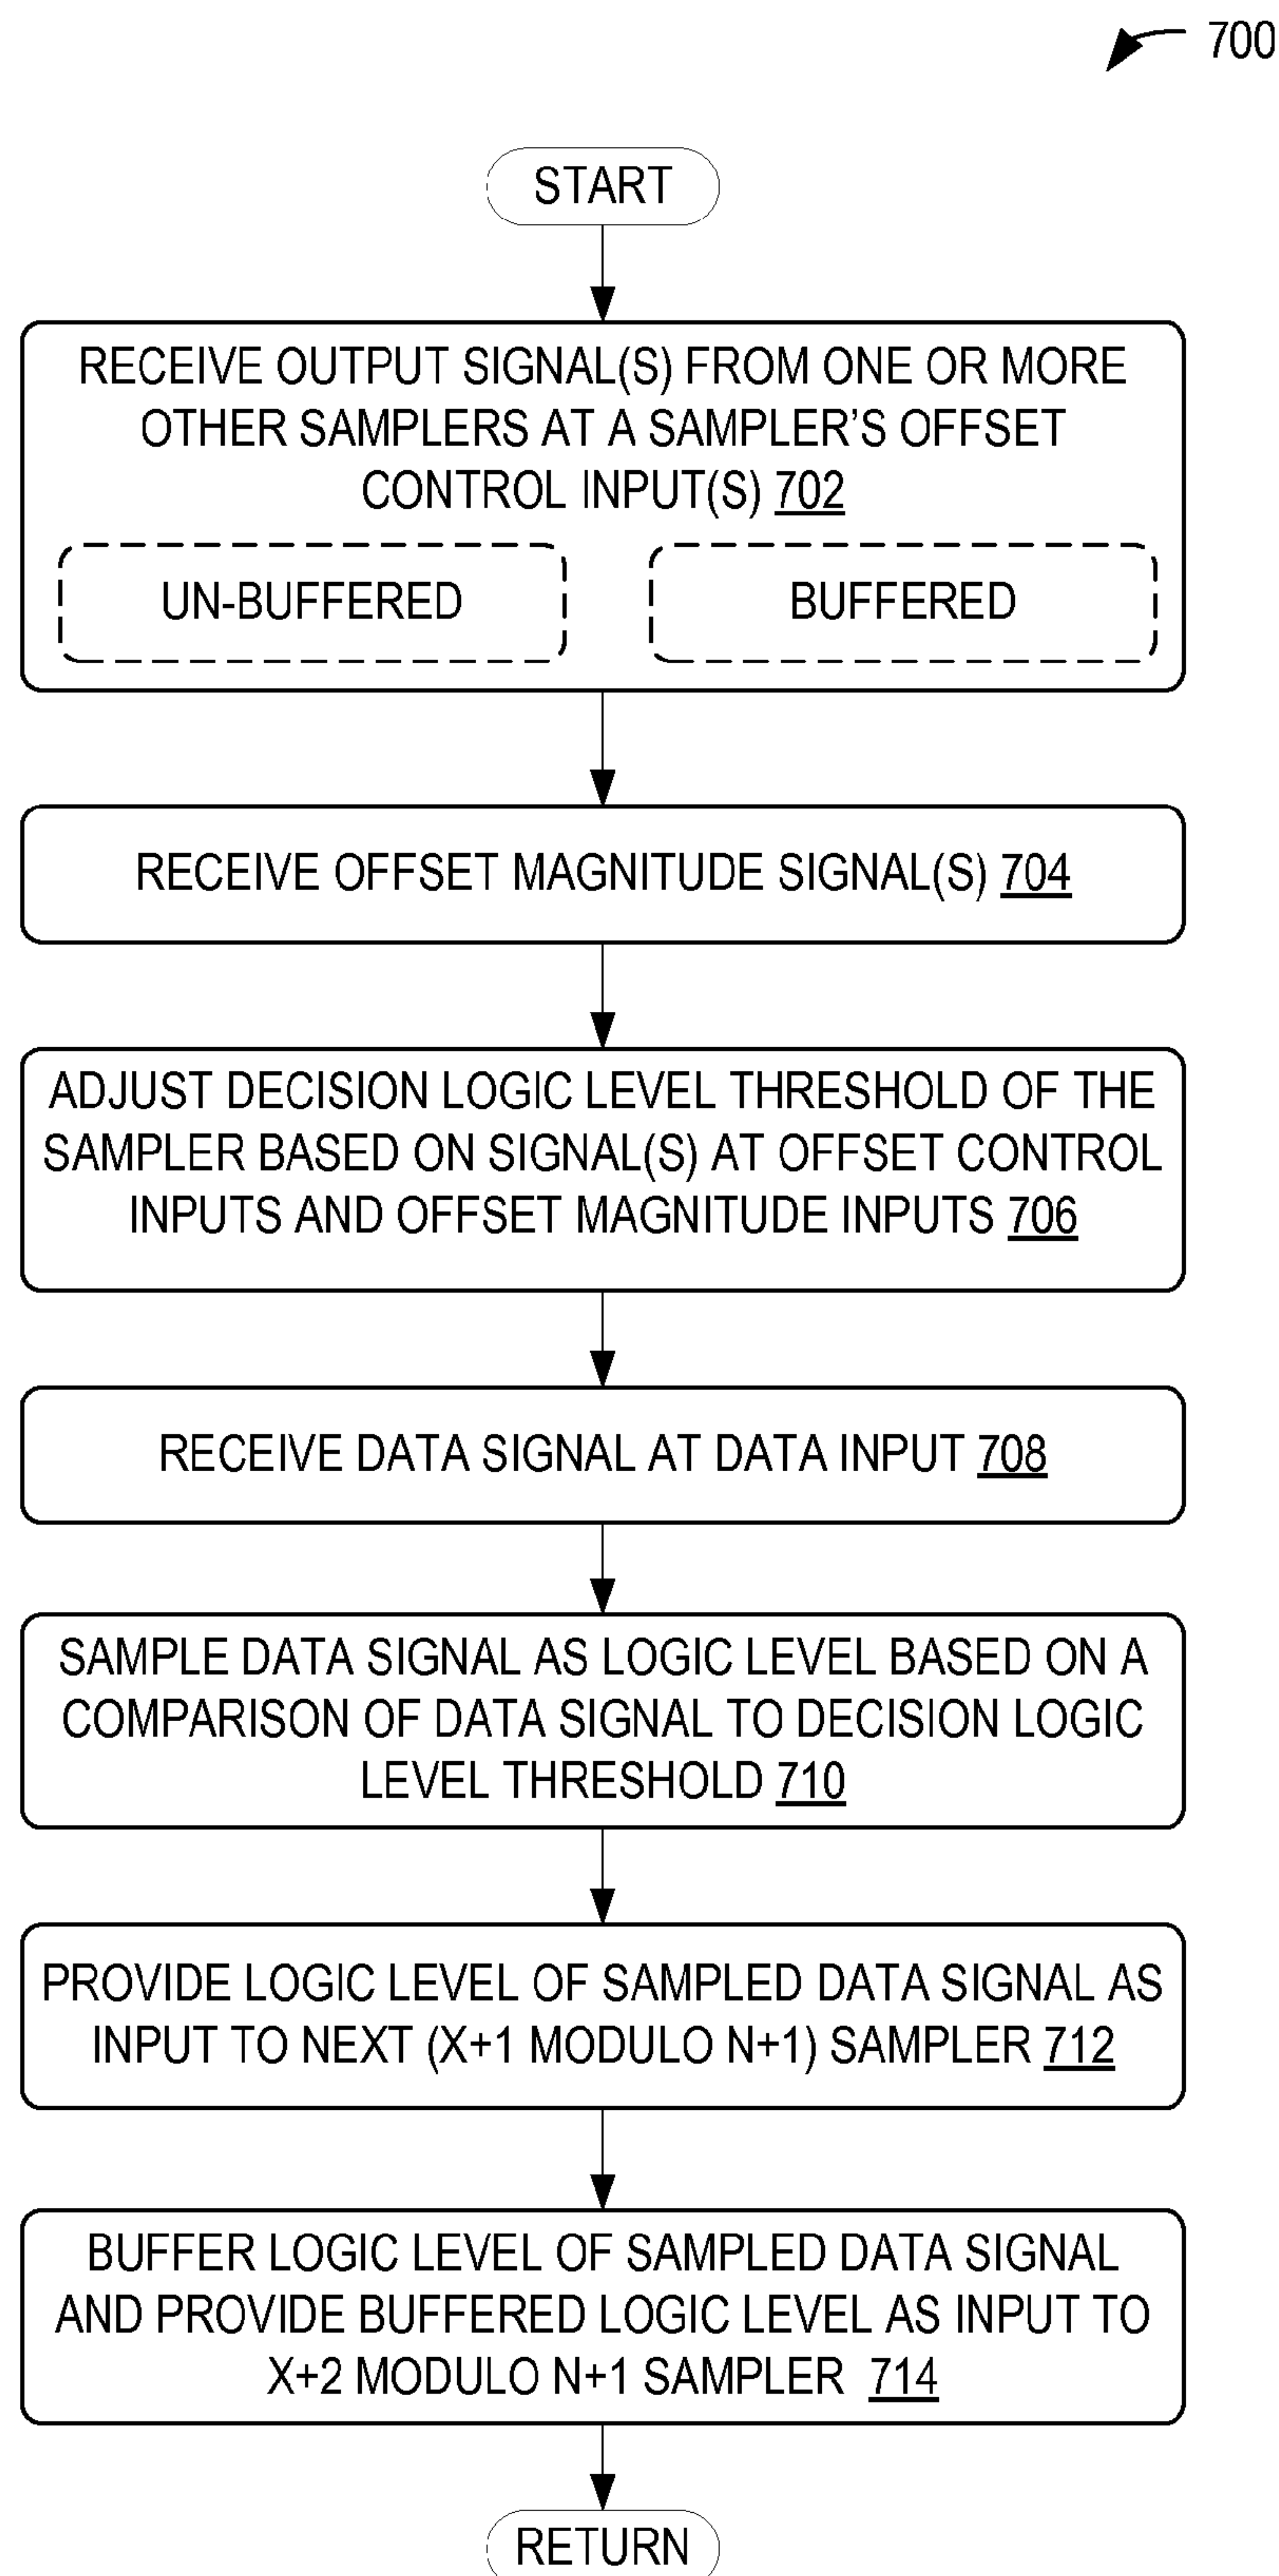 700
START
RECEIVE OUTPUT SIGNAL(S) FROM ONE OR MORE
OTHER SAMPLERS AT A SAMPLER’S OFFSET
CONTROL INPUT(S) 702
UN-BUFFERED
BUFFERED
RECEIVE OFFSET MAGNITUDE SIGNAL(S) 704
ADJUST DECISION LOGIC LEVEL THRESHOLD OF THE
SAMPLER BASED ON SIGNAL(S) AT OFFSET CONTROL
INPUTS AND OFFSET MAGNITUDE INPUTS 706
RECEIVE DATA SIGNAL AT DATA INPUT 708
SAMPLE DATA SIGNAL AS LOGIC LEVEL BASED ON A
COMPARISON OF DATA SIGNAL TO DECISION LOGIC
LEVEL THRESHOLD 710
PROVIDE LOGIC LEVEL OF SAMPLED DATA SIGNAL AS
INPUT TO NEXT (X+1 MODULO N+1) SAMPLER 712
BUFFER LOGIC LEVEL OF SAMPLED DATA SIGNAL
AND PROVIDE BUFFERED LOGIC LEVEL AS INPUT TO
X+2 MODULO N+1 SAMPLER 714
RETURN